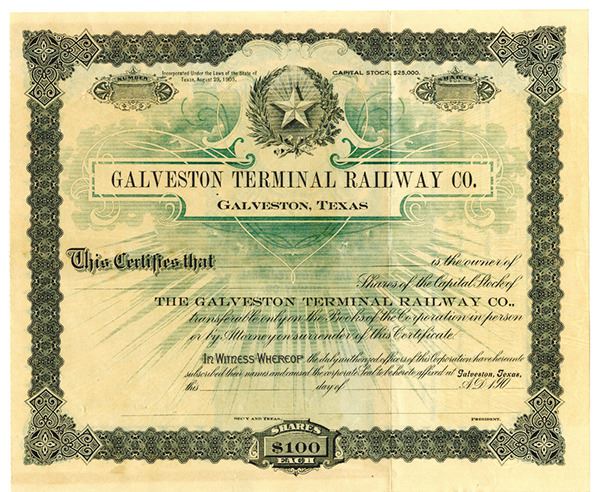 NUMBER
Incorporated Under the Laws of the State of
Texas, August 29, 1905.
CAPITAL STOCK, $25,000.
SHARES
GALVESTON TERMINAL RAILWAY CO.
GALVESTON, TEXAS
This Certifies that is the owner of
Shares of the Capital Stock of
THE GALVESTON TERMINAL RAILWAY CO.,
transferable only on the Books of the Corporation in person
or by Attorney on surrender of this Certificate.
IN WITNESS WHEREOF the duly authorized officers of this Corporation have hereunto
subscribed their names and caused the corporate Seal to be hereto affixed at Galveston, Texas,
this day of A.D. 190
SEC'Y AND TREAS. PRESIDENT.
SHARES
$100
EACH